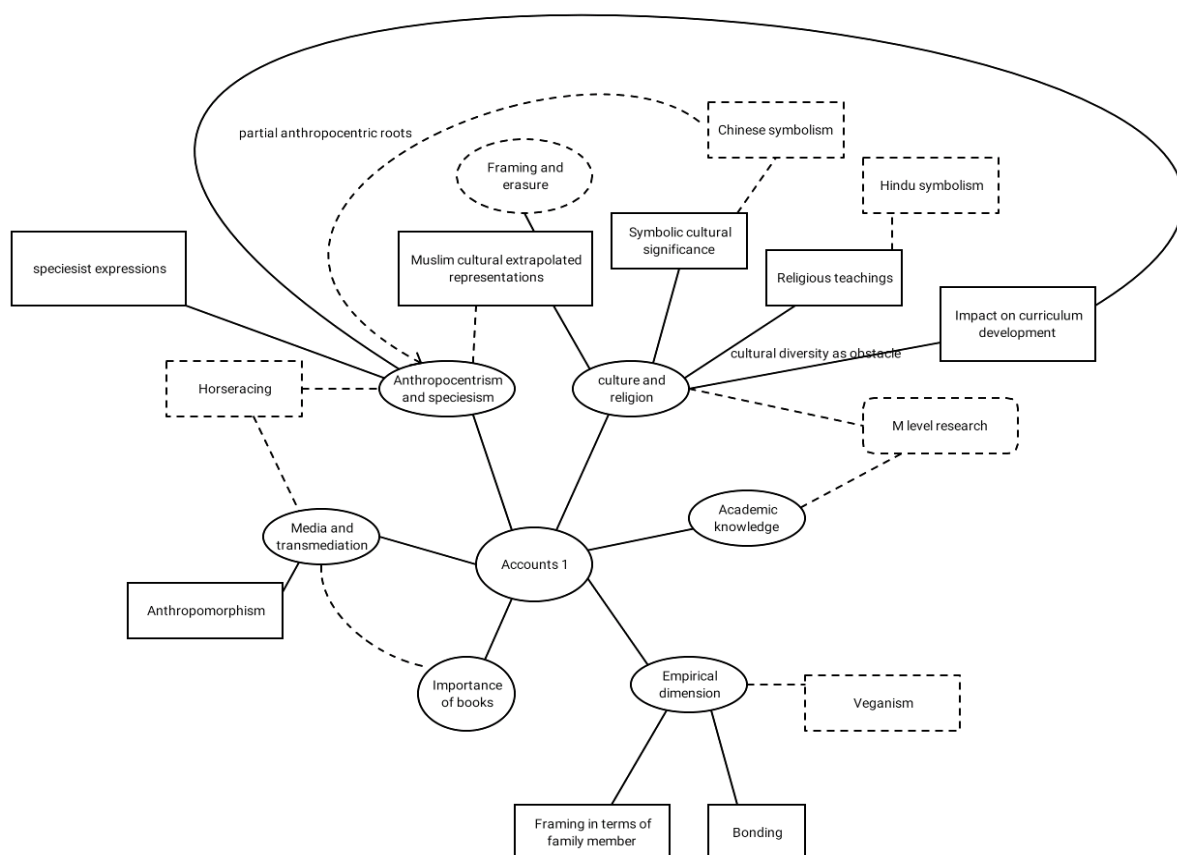 partial anthropocentric roots
Chinese symbolism
Framing and
erasure
Hindu symbolism
Symbolic cultural
significance
speciesist expressions
Muslim cultural extrapolated
representations
Religious teachings
Impact on curriculum
development
cultural diversity as obstacle
Anthropocentrism
and speciesism
culture and
religion
Horseracing
M level research
Academic
knowledge
Media and
transmediation
Accounts 1
Anthropomorphism
Importance
of books
Empirical
dimension
Veganism
Framing in terms of
family member
Bonding